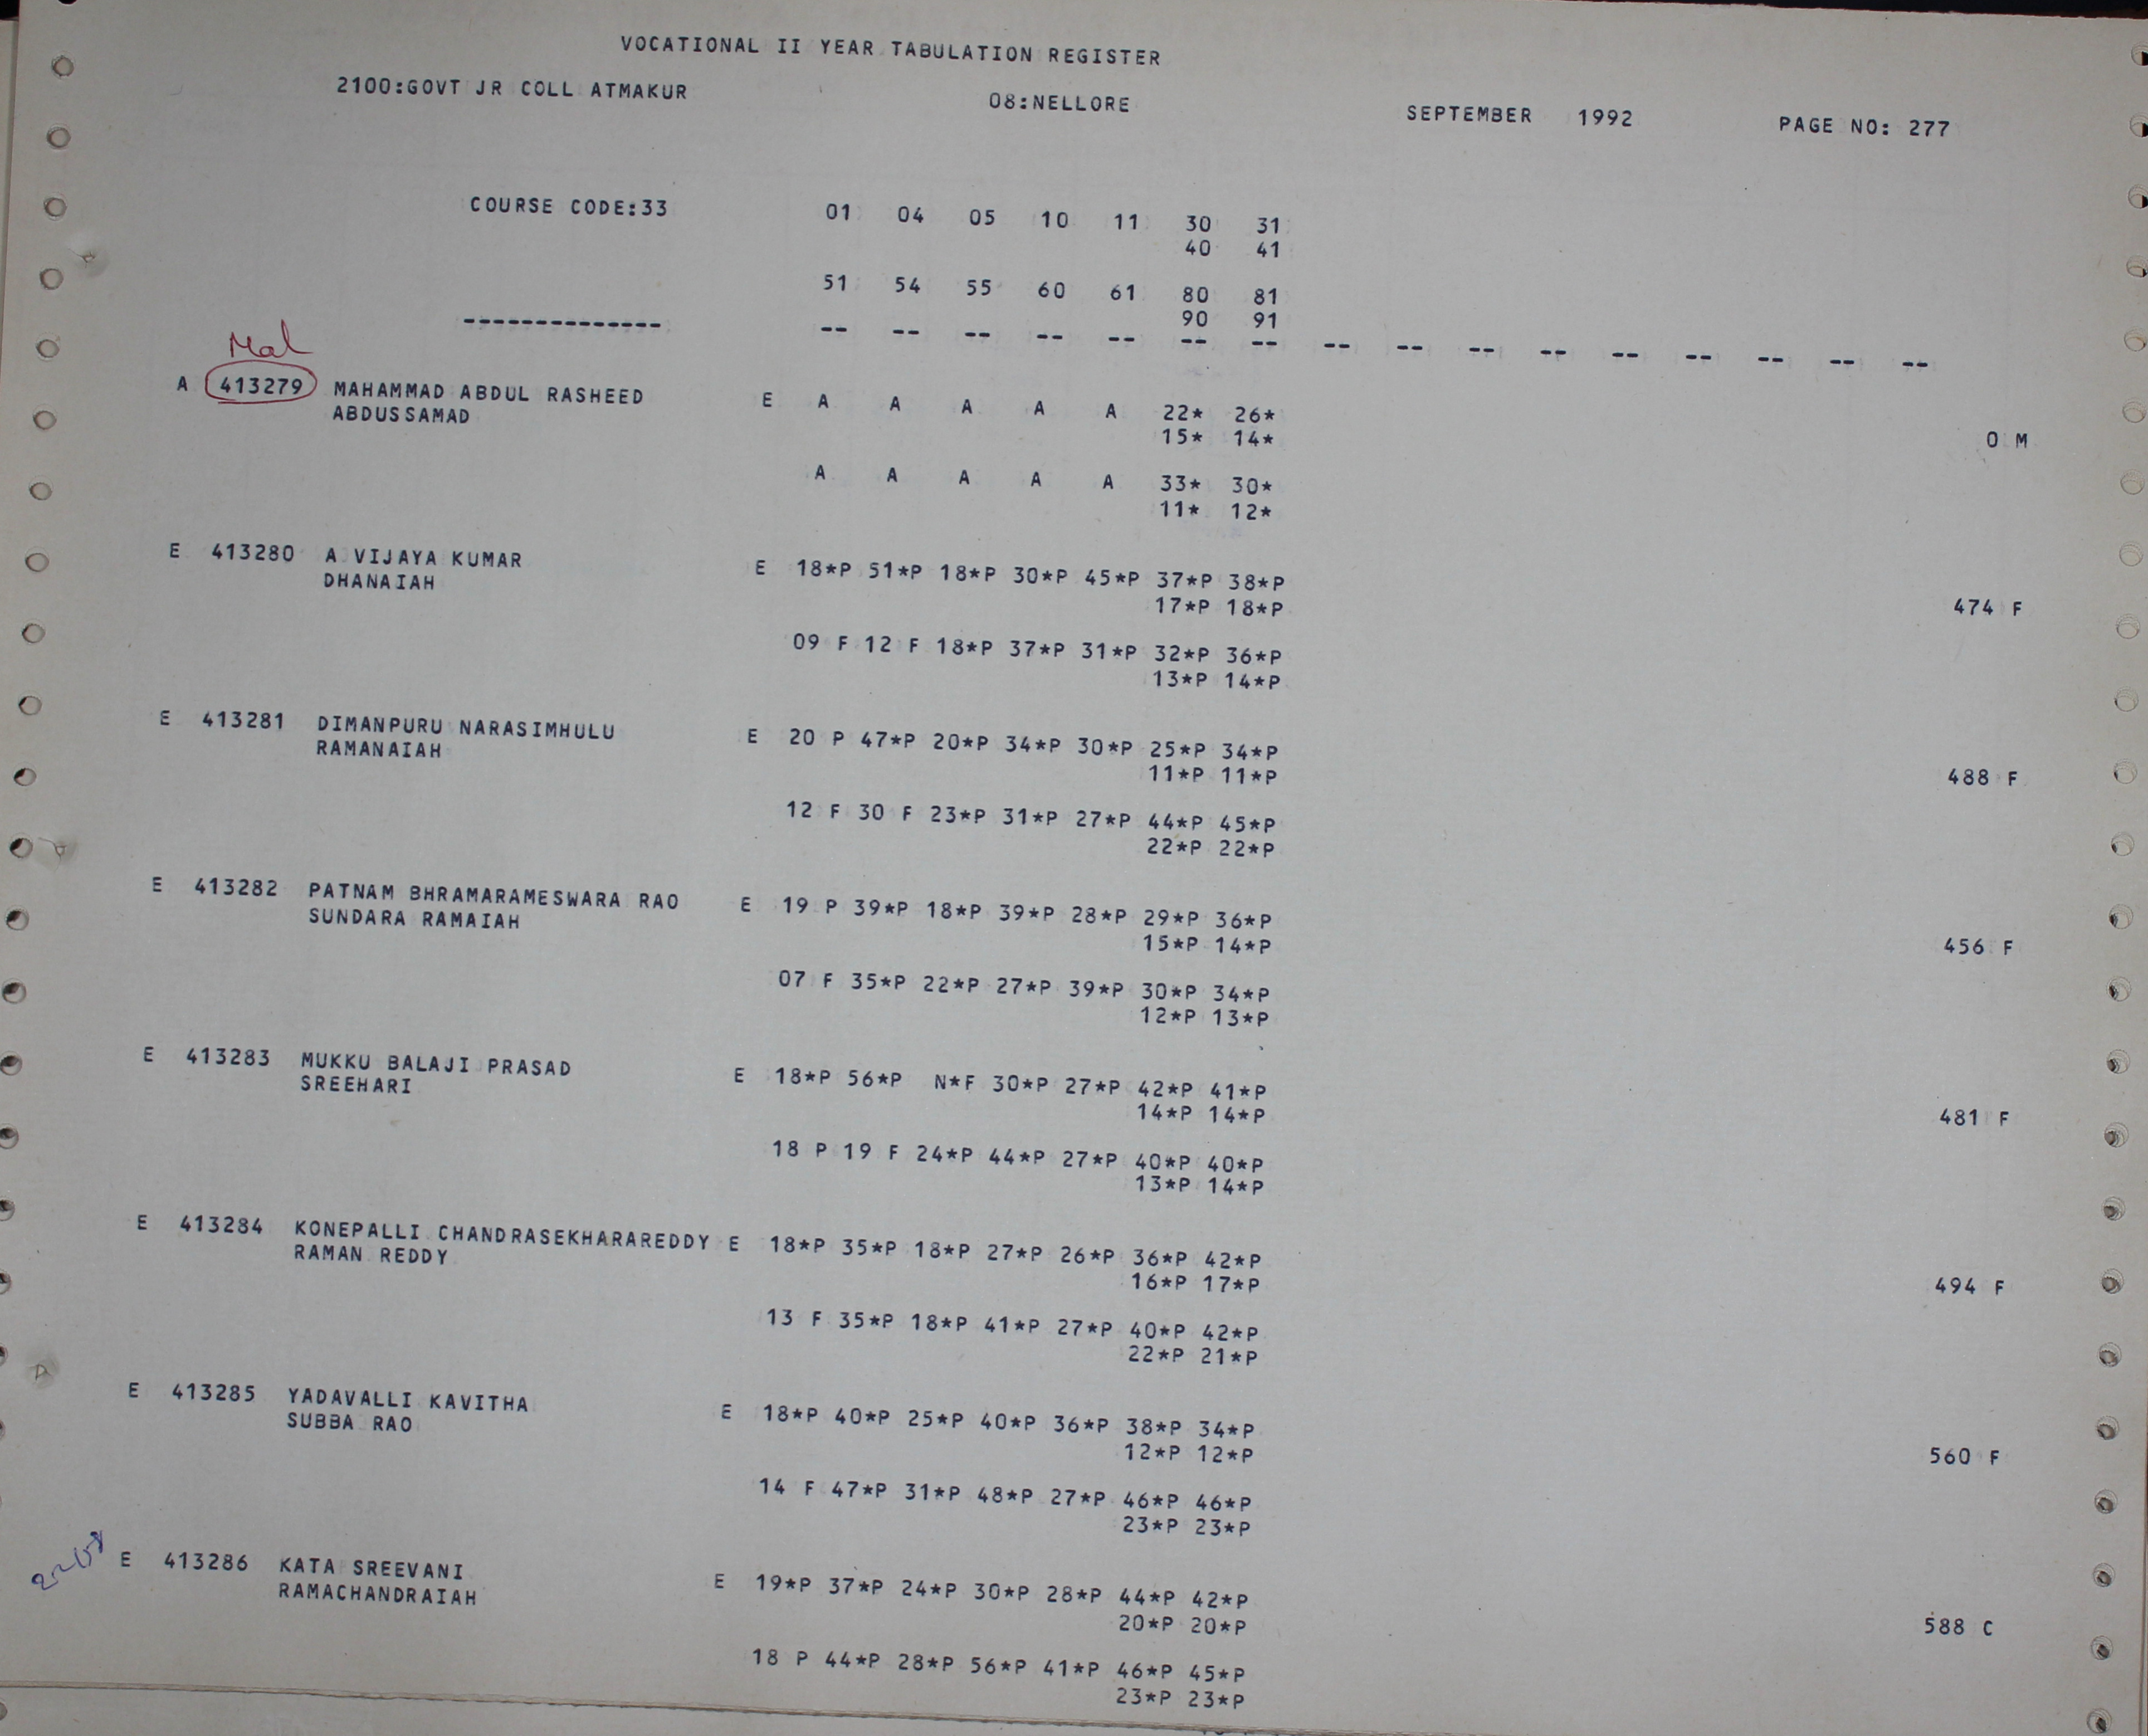 VOCATIONAL II YEAR TABULATION REGISTER
2100:GOVT JR COLL ATMAKUR 08:NELLORE SEPTEMBER 1992 PAGE NO: 277
COURSE CODE:33 01 04 05 10 11 30 31
40 41
51 54 55 60 61 80 81
90 91
-------------- -- -- -- -- -- -- -- -- -- -- -- -- -- -- -- --
Mal
A 413279 MAHAMMAD ABDUL RASHEED E A A A A A 22* 26*
ABDUSSAMAD 15* 14* 0 M
A A A A A 33* 30*
11* 12*
E 413280 A VIJAYA KUMAR E 18*P 51*P 18*P 30*P 45*P 37*P 38*P
DHANAIAH 17*P 18*P 474 F
09 F 12 F 18*P 37*P 31*P 32*P 36*P
13*P 14*P
E 413281 DIMANPURU NARASIMHULU E 20 P 47*P 20*P 34*P 30*P 25*P 34*P
RAMANAIAH 11*P 11*P 488 F
12 F 30 F 23*P 31*P 27*P 44*P 45*P
22*P 22*P
E 413282 PATNAM BHRAMARAMESWARA RAO E 19 P 39*P 18*P 39*P 28*P 29*P 36*P
SUNDARA RAMAIAH 15*P 14*P 456 F
07 F 35*P 22*P 27*P 39*P 30*P 34*P
12*P 13*P
E 413283 MUKKU BALAJI PRASAD E 18*P 56*P N*F 30*P 27*P 42*P 41*P
SREEHARI 14*P 14*P 481 F
18 P 19 F 24*P 44*P 27*P 40*P 40*P
13*P 14*P
E 413284 KONEPALLI CHANDRASEKHARAREDDY E 18*P 35*P 18*P 27*P 26*P 36*P 42*P
RAMAN REDDY 16*P 17*P 494 F
13 F 35*P 18*P 41*P 27*P 40*P 42*P
22*P 21*P
E 413285 YADAVALLI KAVITHA E 18*P 40*P 25*P 40*P 36*P 38*P 34*P
SUBBA RAO 12*P 12*P 560 F
14 F 47*P 31*P 48*P 27*P 46*P 46*P
23*P 23*P
E 413286 KATA SREEVANI E 19*P 37*P 24*P 30*P 28*P 44*P 42*P
RAMACHANDRAIAH 20*P 20*P 588 C
18 P 44*P 28*P 56*P 41*P 46*P 45*P
23*P 23*P